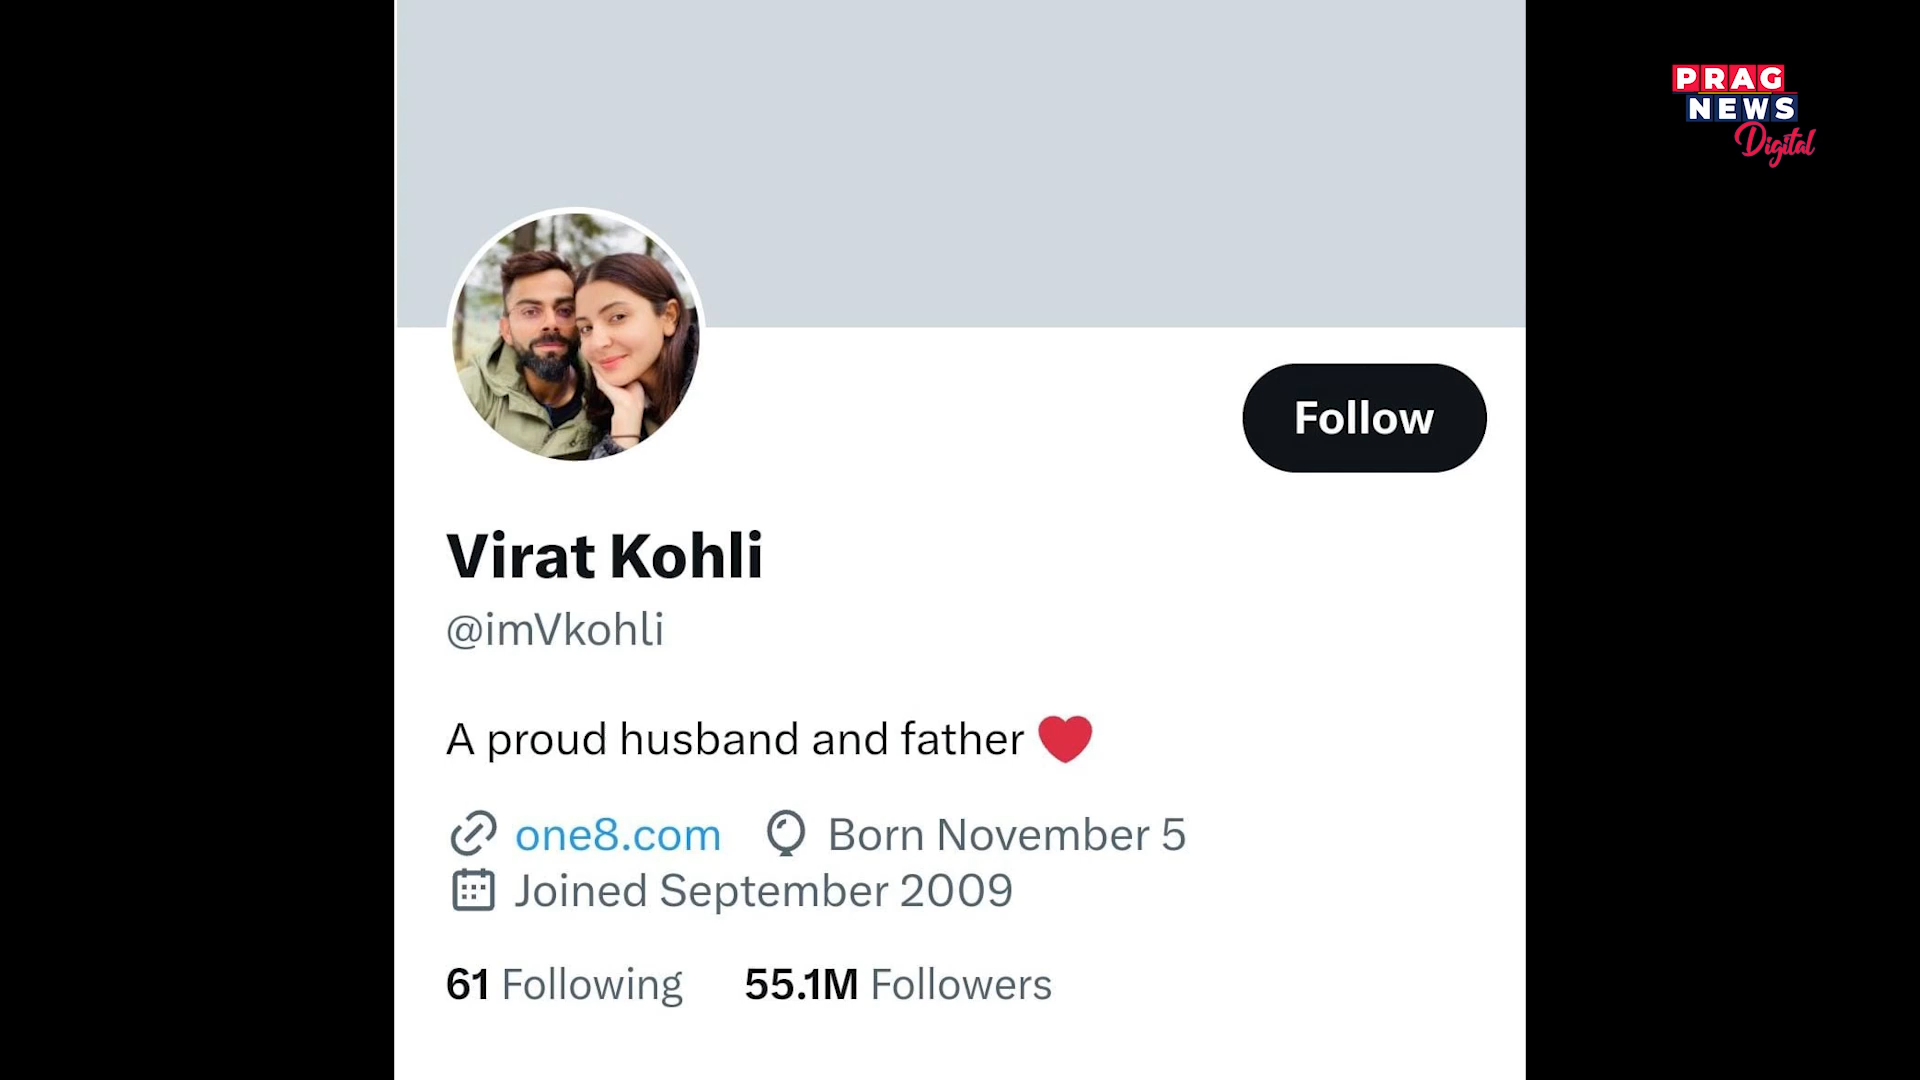 PRAG
NEWS
Digital
Follow
Virat Kohli
@imVkohli
A proud husband and father ❤️
one8.com Born November 5
Joined September 2009
61 Following 55.1M Followers